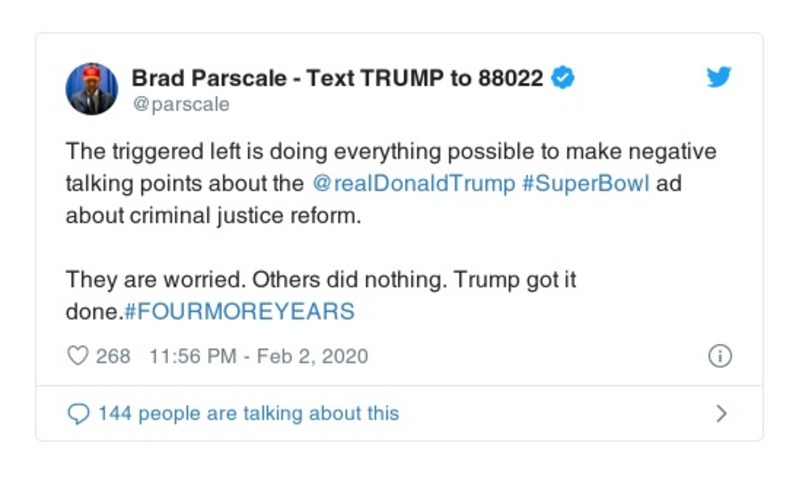 Brad Parscale - Text TRUMP to 88022
@parscale
The triggered left is doing everything possible to make negative
talking points about the @realDonaldTrump #SuperBowl ad
about criminal justice reform.
They are worried. Others did nothing. Trump got it
done.#FOURMOREYEARS
268 11:56 PM - Feb 2, 2020
144 people are talking about this